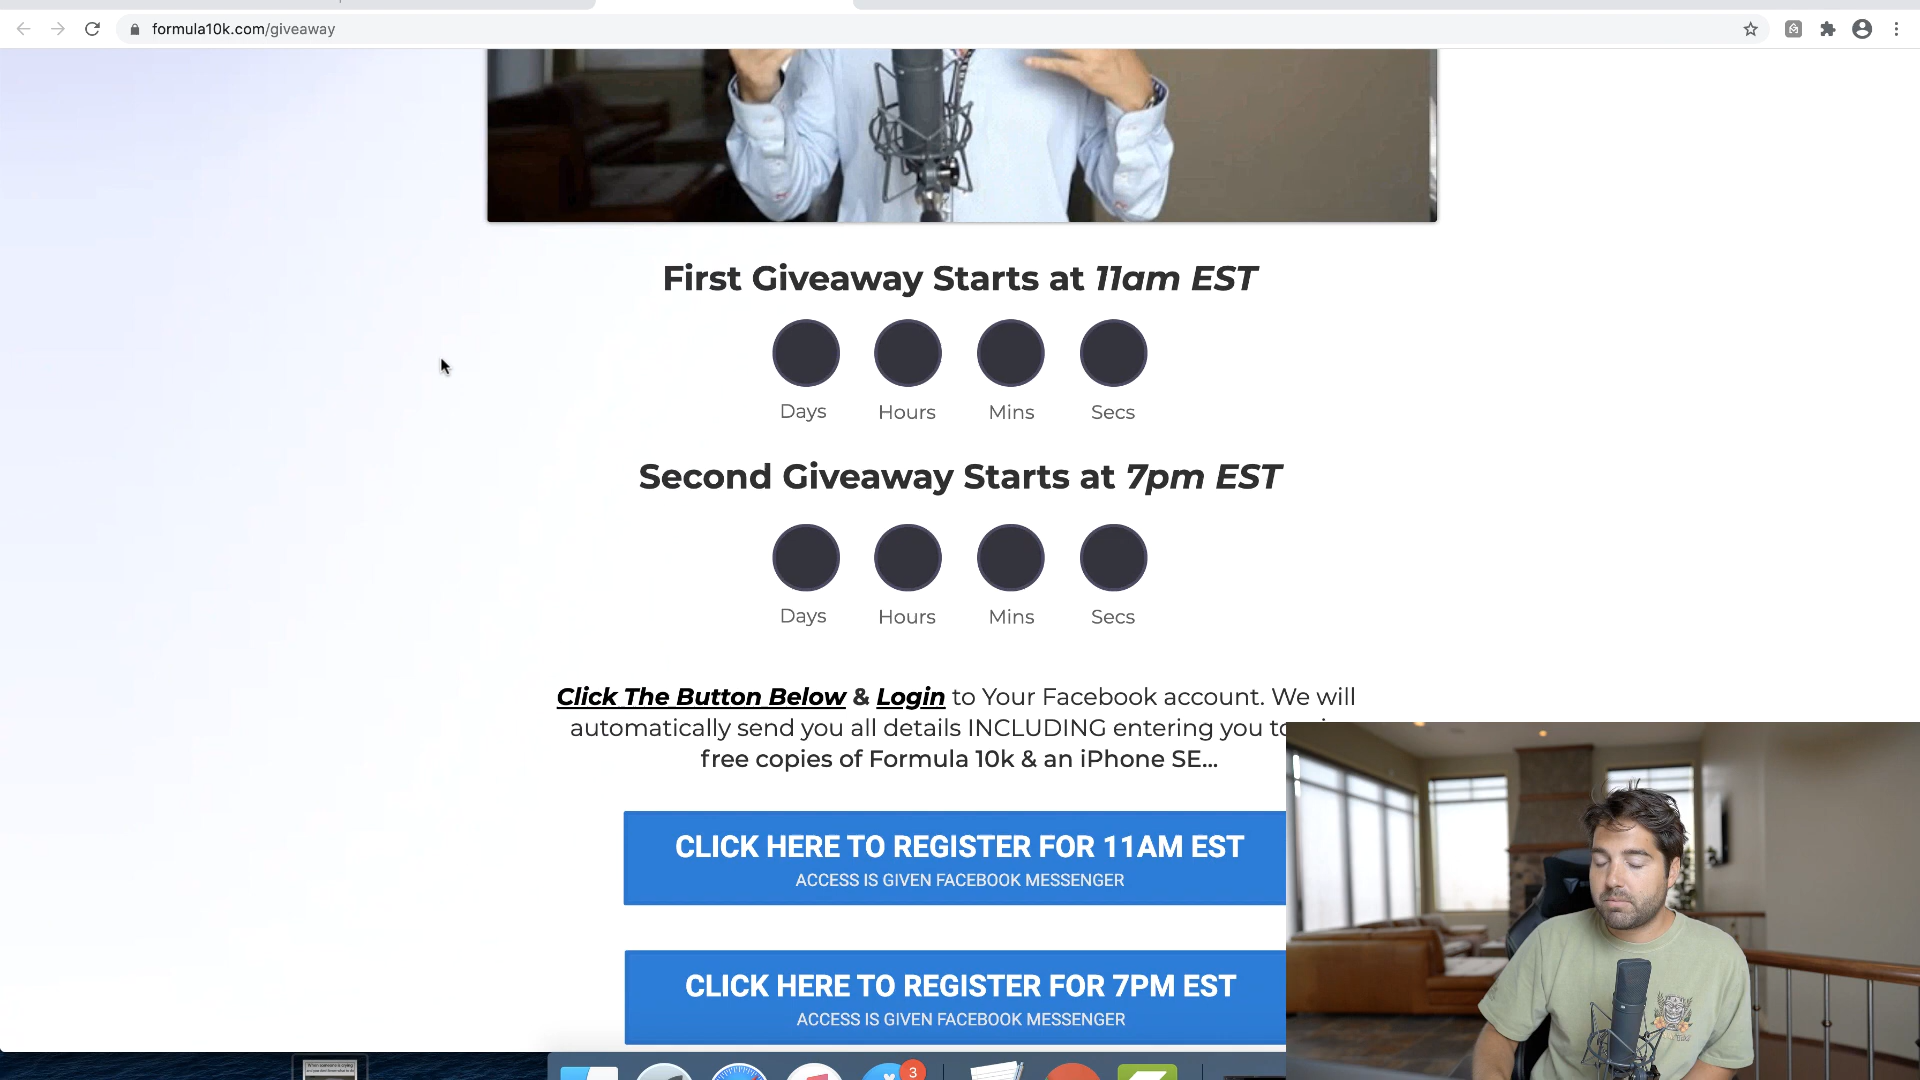 formula10k.com/giveaway
First Giveaway Starts at 11am EST
Days Hours Mins Secs
Second Giveaway Starts at 7pm EST
Days Hours Mins Secs
Click The Button Below & Login to Your Facebook account. We will
automatically send you all details INCLUDING entering you to
free copies of Formula 10k & an iPhone SE...
CLICK HERE TO REGISTER FOR 11AM EST
ACCESS IS GIVEN FACEBOOK MESSENGER
CLICK HERE TO REGISTER FOR 7PM EST
ACCESS IS GIVEN FACEBOOK MESSENGER
3